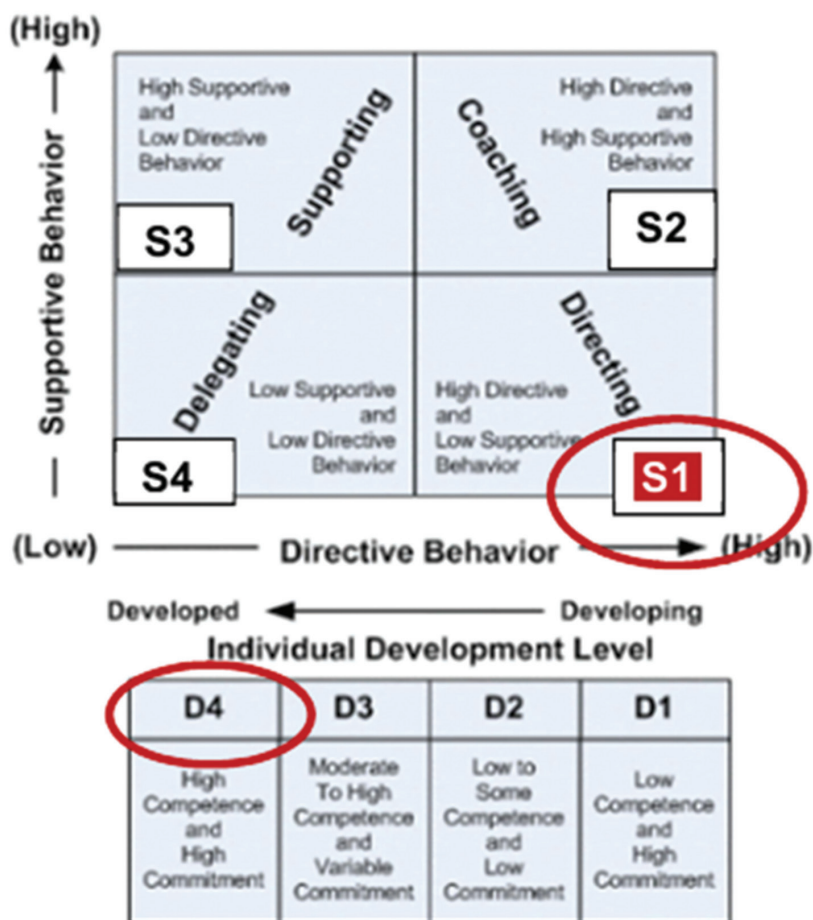 (High)
Supportive Behavior
High Supportive
and
Low Directive
Behavior
Supporting
S3
Coaching
High Directive
and
High Supportive
Behavior
S2
Delegating
Low Supportive
and
Low Directive
Behavior
S4
Directing
High Directive
and
Low Supportive
Behavior
S1
(Low)
Directive Behavior
(High)
Developed
Developing
Individual Development Level
D4
D3
D2
D1
High
Competence
and
High
Commitment
Moderate
To High
Competence
and
Variable
Commitment
Low to
Some
Competence
and
Low
Commitment
Low
Competence
and
High
Commitment